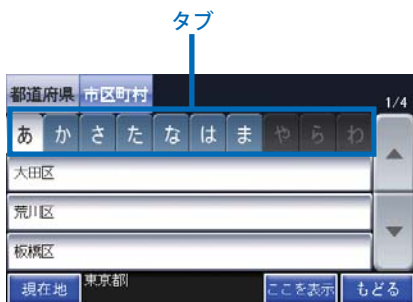 タブ
都道府県 市区町村
1/4
あ か さ た な は ま や ら わ
大田区
荒川区
板橋区
現在地 東京都 ここを表示 もどる